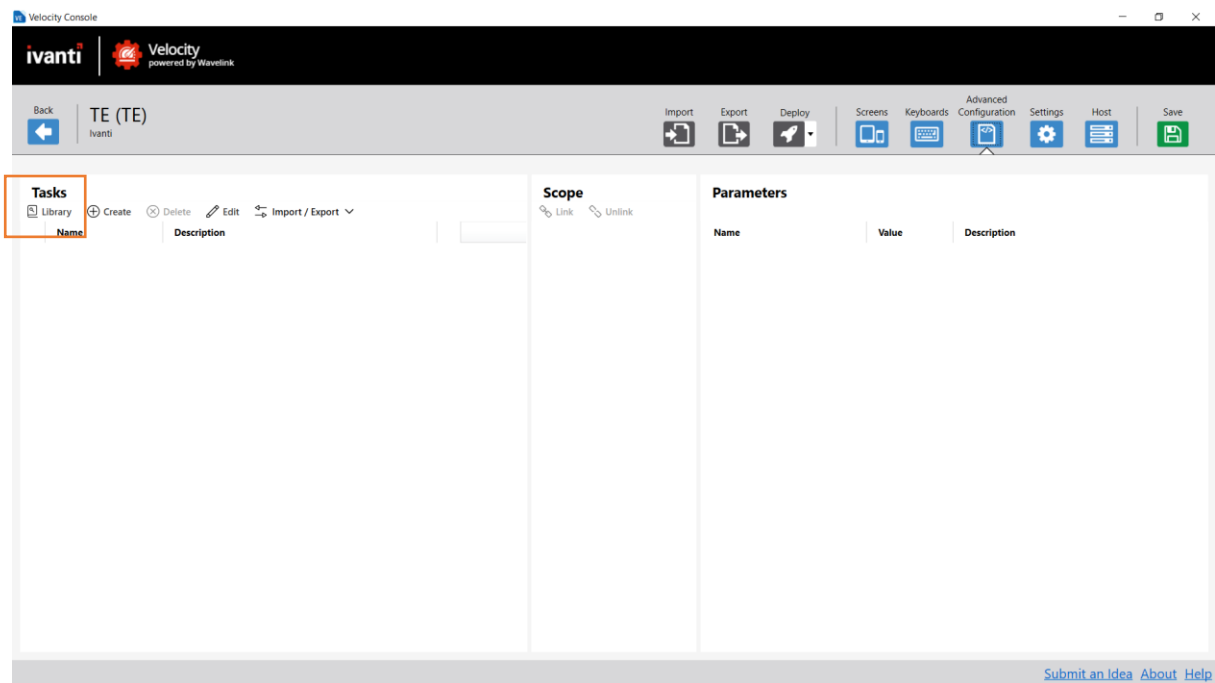 Velocity Console
ivanti
Velocity
powered by Wavelink
Back
TE (TE)
Ivanti
Import Export Deploy Screens Keyboards Advanced Configuration Settings Host Save
Tasks
Library Create Delete Edit Import / Export
Name Description
Scope
Link Unlink
Parameters
Name Value Description
Submit an Idea About Help